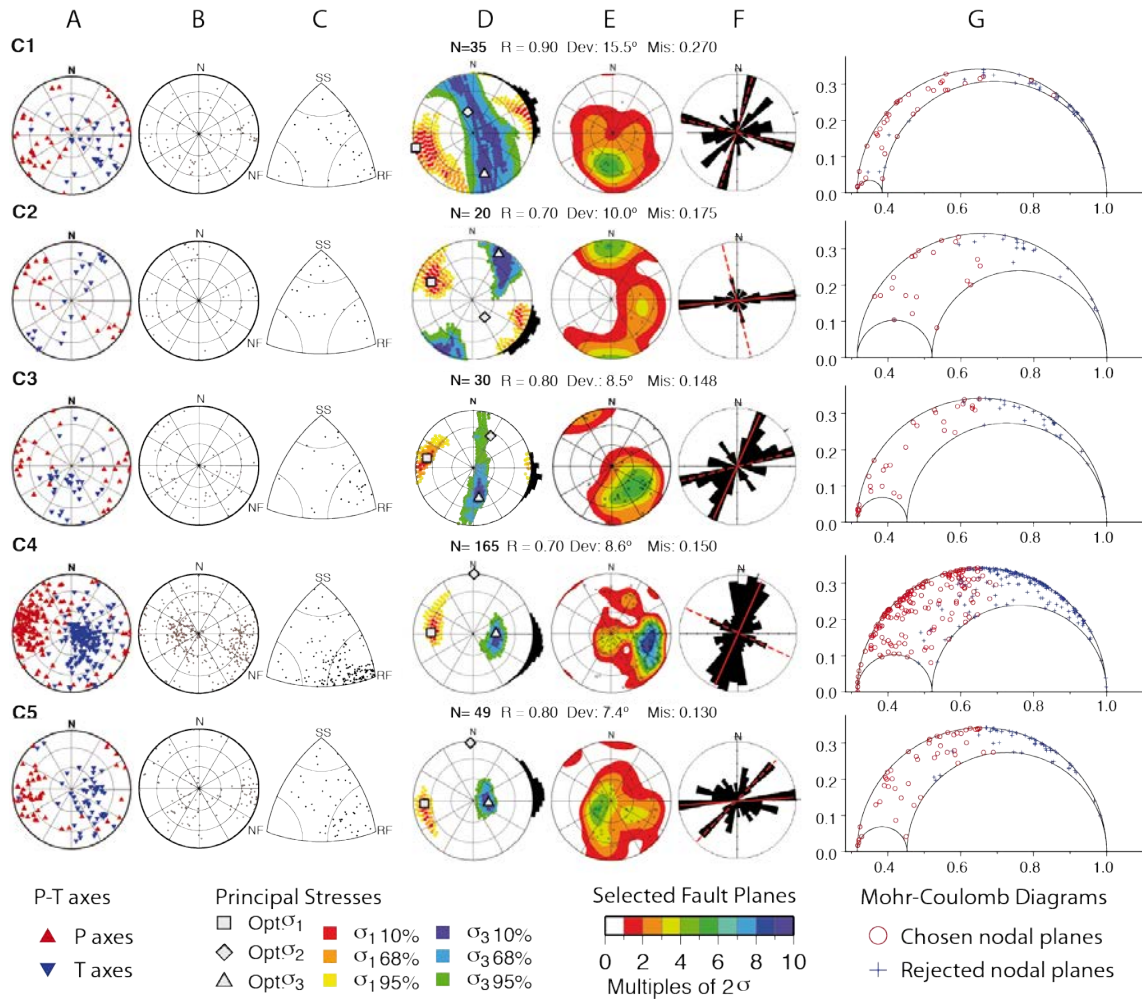 A B C D E F G
C1 N=35 R = 0.90 Dev: 15.5º Mis: 0.270
N N SS NF RF N N 0.3 0.2 0.1 0.0 0.4 0.6 0.8 1.0
C2 N= 20 R = 0.70 Dev: 10.0º Mis: 0.175
N N SS NF RF N N N 0.3 0.2 0.1 0.0 0.4 0.6 0.8 1.0
C3 N= 30 R = 0.80 Dev.: 8.5º Mis: 0.148
N N SS NF RF N N N 0.3 0.2 0.1 0.0 0.4 0.6 0.8 1.0
C4 N= 165 R = 0.70 Dev: 8.6º Mis: 0.150
N N SS NF RF N N 0.3 0.2 0.1 0.0 0.4 0.6 0.8 1.0
C5 N= 49 R = 0.80 Dev: 7.4º Mis: 0.130
N N SS NF RF N N N 0.3 0.2 0.1 0.0 0.4 0.6 0.8 1.0
P-T axes Principal Stresses Selected Fault Planes Mohr-Coulomb Diagrams
P axes Optσ1 σ1 10% σ3 10% Chosen nodal planes
T axes Optσ2 σ1 68% σ3 68% 0 2 4 6 8 10 Rejected nodal planes
Optσ3 σ1 95% σ3 95% Multiples of 2σ